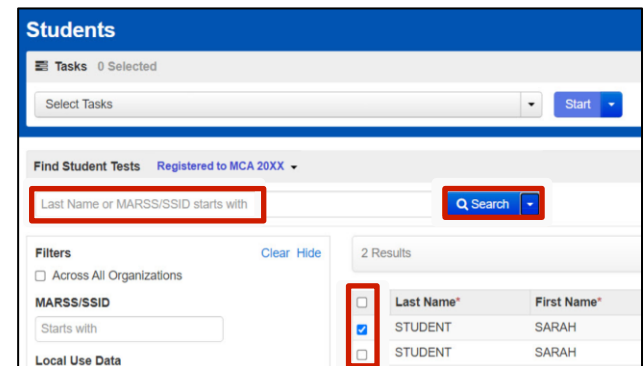 Students
Tasks 0 Selected
Select Tasks
Start
Find Student Tests Registered to MCA 20XX
Last Name or MARSS/SSID starts with
Search
Filters Clear Hide
2 Results
Across All Organizations
MARSS/SSID
Last Name* First Name*
Starts with
STUDENT SARAH
STUDENT SARAH
Local Use Data